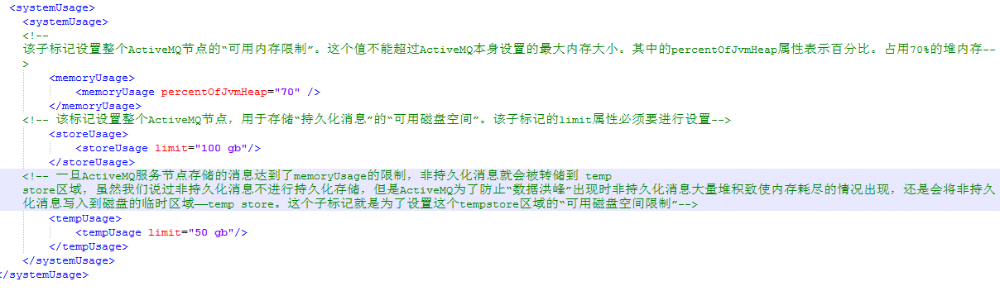 <systemUsage>
<systemUsage>
<!--
该子标记设置整个ActiveMQ节点的“可用内存限制”。这个值不能超过ActiveMQ本身设置的最大内存大小。其中的percentOfJvmHeap属性表示百分比。占用70%的堆内存--
>
<memoryUsage>
<memoryUsage percentOfJvmHeap="70" />
</memoryUsage>
<!-- 该标记设置整个ActiveMQ节点，用于存储“持久化消息”的“可用磁盘空间”。该子标记的limit属性必须要进行设置-->
<storeUsage>
<storeUsage limit="100 gb"/>
</storeUsage>
<!-- 一旦ActiveMQ服务节点存储的消息达到了memoryUsage的限制，非持久化消息就会被转储到 temp
store区域，虽然我们说过非持久化消息不进行持久化存储，但是ActiveMQ为了防止“数据洪峰”出现时非持久化消息大量堆积致使内存耗尽的情况出现，还是会将非持久
化消息写入到磁盘的临时区域——temp store。这个子标记就是为了设置这个tempstore区域的“可用磁盘空间限制”-->
<tempUsage>
<tempUsage limit="50 gb"/>
</tempUsage>
</systemUsage>
</systemUsage>